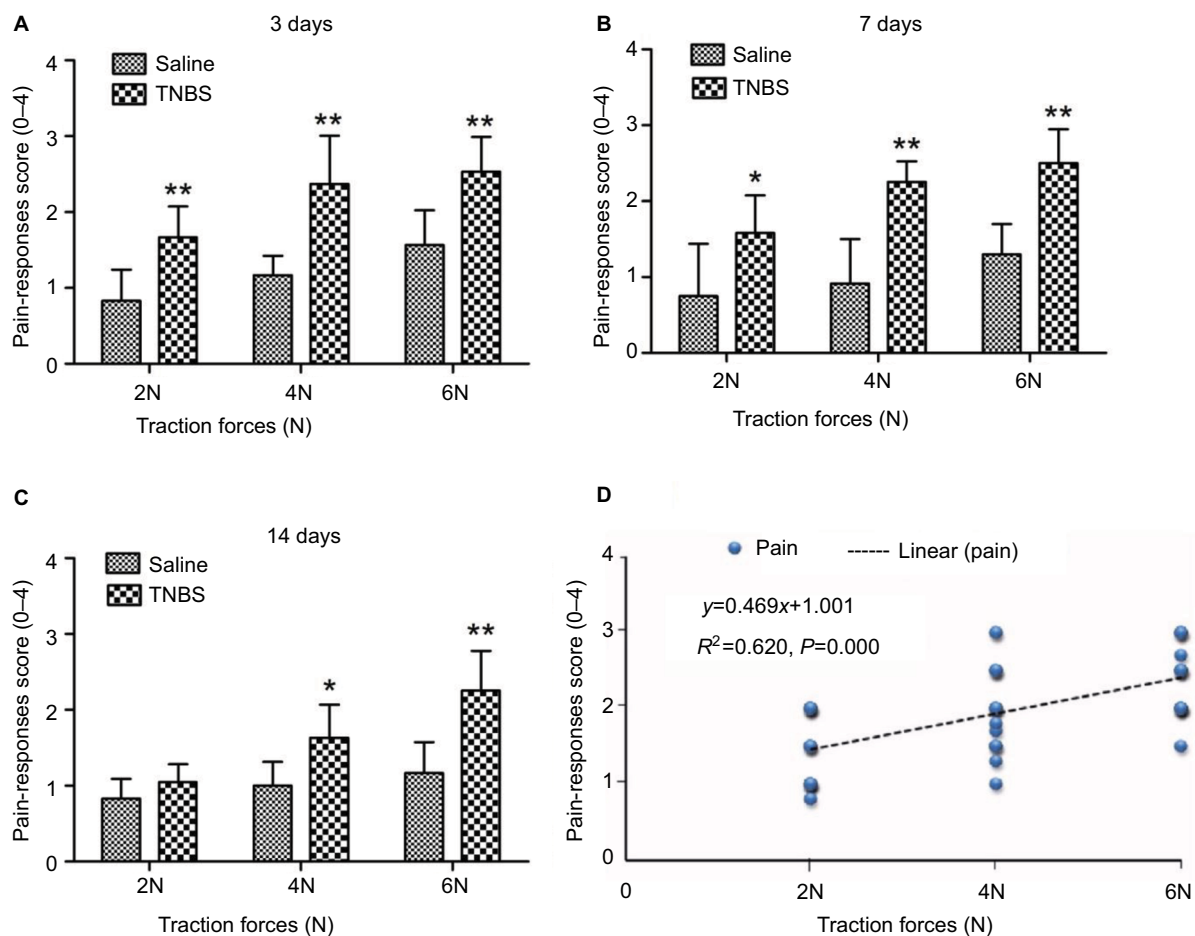 A
3 days
Saline
TNBS
Pain-responses score (0–4)
4
3
2
1
0
**
**
**
2N
4N
6N
Traction forces (N)
B
7 days
Saline
TNBS
Pain-responses score (0–4)
4
3
2
1
0
*
**
**
2N
4N
6N
Traction forces (N)
C
14 days
Saline
TNBS
Pain-responses score (0–4)
4
3
2
1
0
*
**
2N
4N
6N
Traction forces (N)
D
Pain
Linear (pain)
y=0.469x+1.001
R²=0.620, P=0.000
Pain-responses score (0–4)
4
3
2
1
0
0
2N
4N
6N
Traction forces (N)